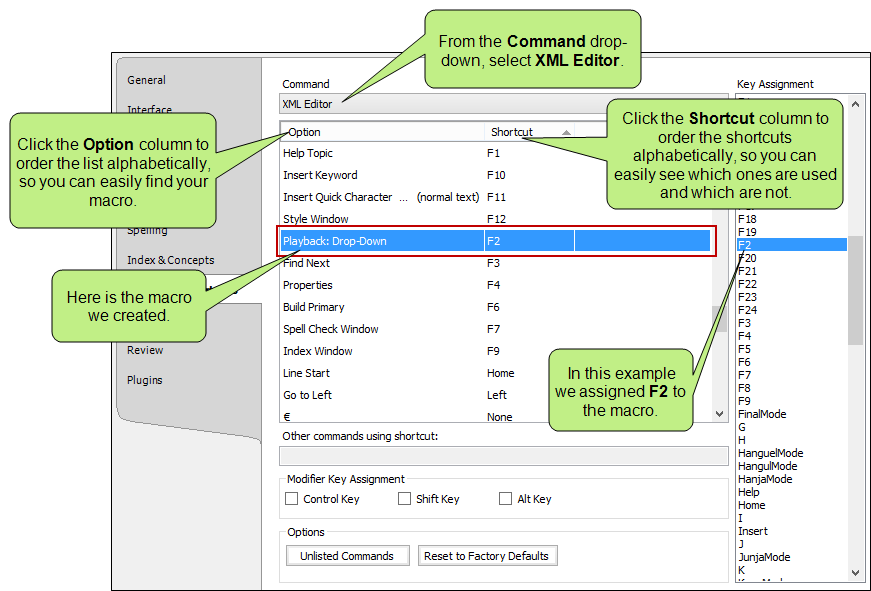 From the Command drop-
down, select XML Editor.
General
Interface
Click the Option column to
order the list alphabetically,
so you can easily find your
macro.
Spelling
Index & Concepts
Here is the macro
we created.
Review
Plugins
Command
XML Editor
Option Shortcut
Help Topic F1
Insert Keyword F10
Insert Quick Character ... (normal text) F11
Style Window F12
Playback: Drop-Down F2
Find Next F3
Properties F4
Build Primary F6
Spell Check Window F7
Index Window F9
Line Start Home
Go to Left Left
€ None
Click the Shortcut column to
order the shortcuts
alphabetically, so you can
easily see which ones are used
and which are not.
In this example
we assigned F2 to
the macro.
Other commands using shortcut:
Modifier Key Assignment
Control Key Shift Key Alt Key
Options
Unlisted Commands Reset to Factory Defaults
Key Assignment
F18
F19
F2
F20
F21
F22
F23
F24
F3
F4
F5
F6
F7
F8
F9
FinalMode
G
H
HanguelMode
HangulMode
HanjaMode
Help
Home
I
Insert
J
JunjaMode
K